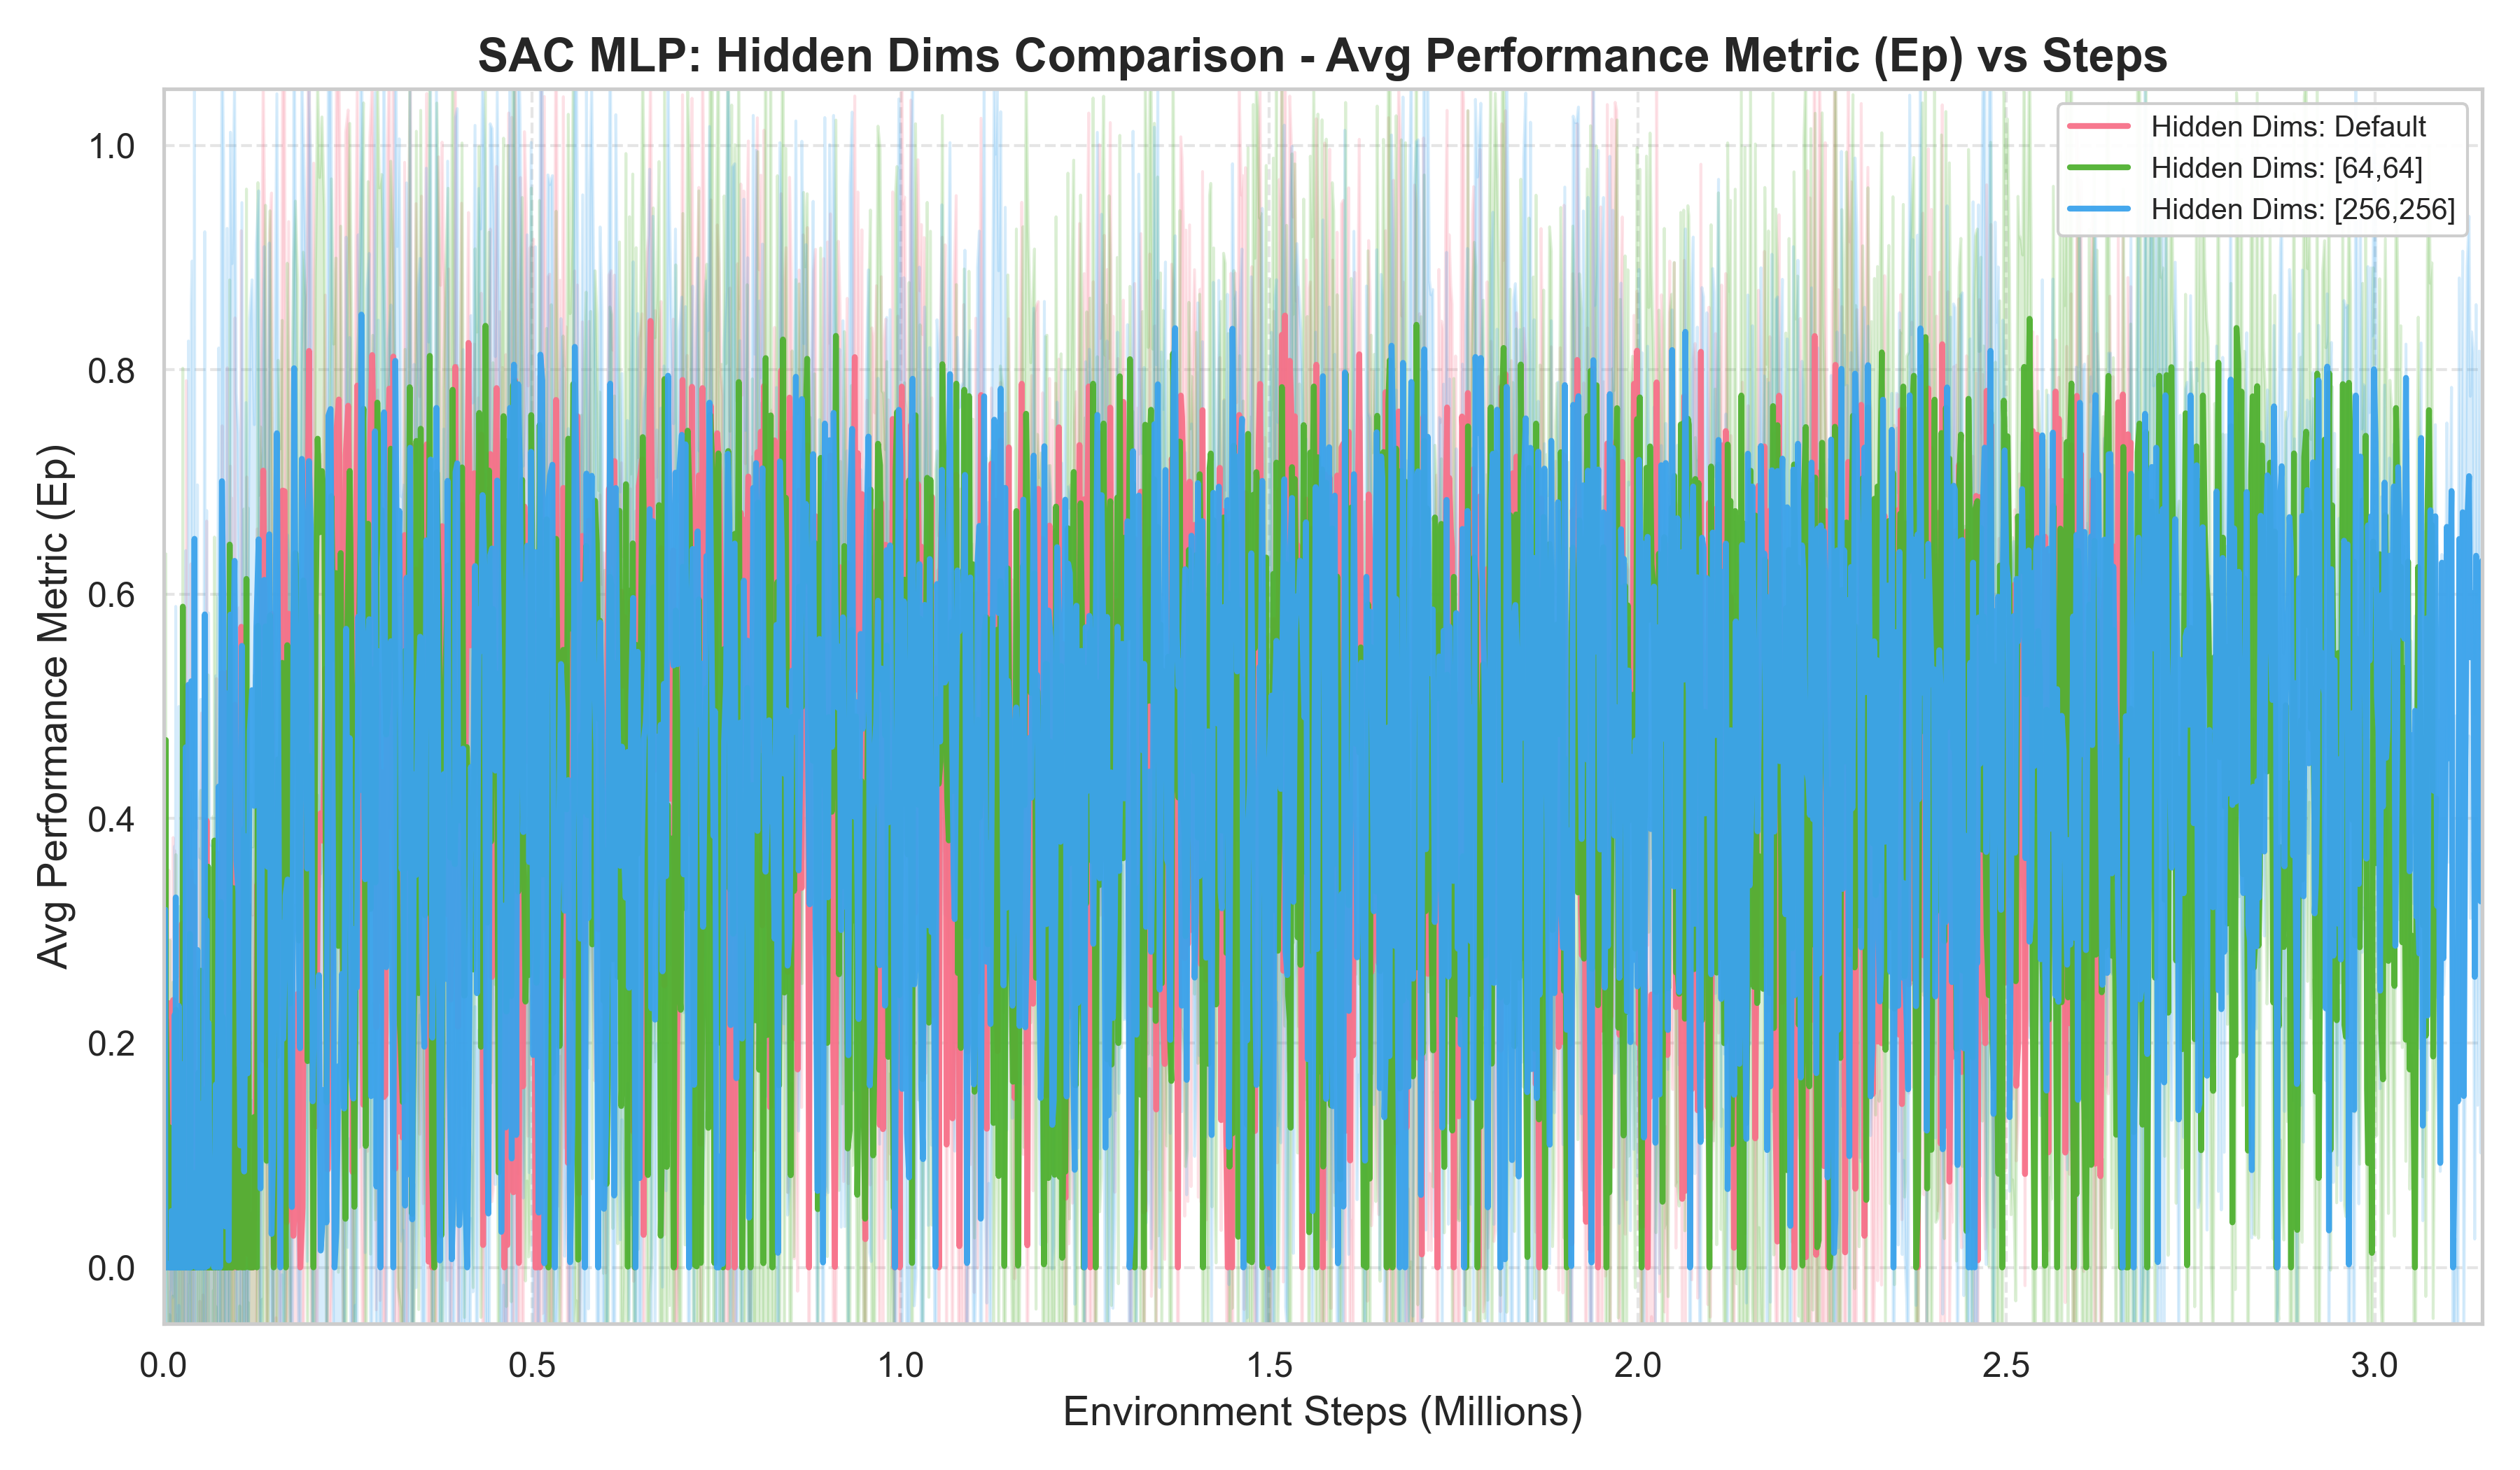 SAC MLP: Hidden Dims Comparison - Avg Performance Metric (Ep) vs Steps
Hidden Dims: Default
Hidden Dims: [64,64]
Hidden Dims: [256,256]
Avg Performance Metric (Ep)
1.0
0.8
0.6
0.4
0.2
0.0
0.0 0.5 1.0 1.5 2.0 2.5 3.0
Environment Steps (Millions)